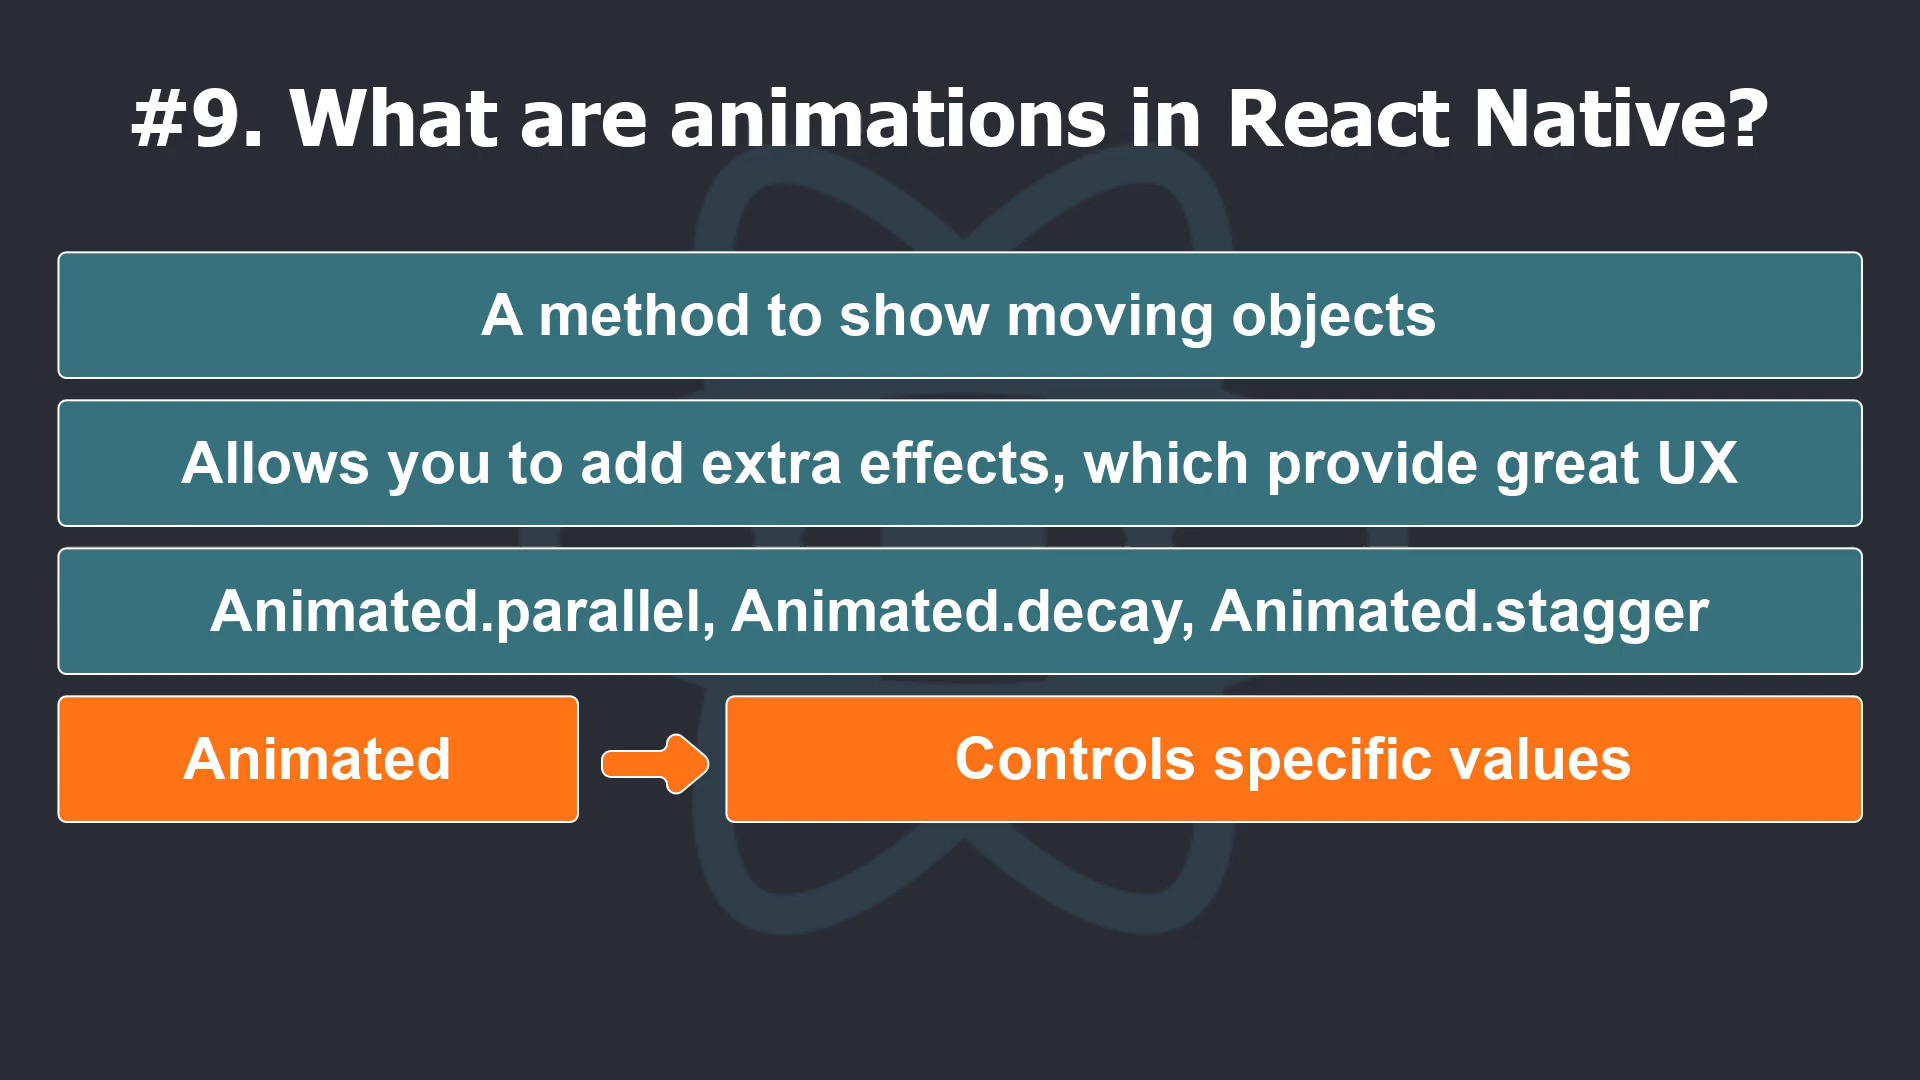 #9. What are animations in React Native?
A method to show moving objects
Allows you to add extra effects, which provide great UX
Animated.parallel, Animated.decay, Animated.stagger
Animated
Controls specific values